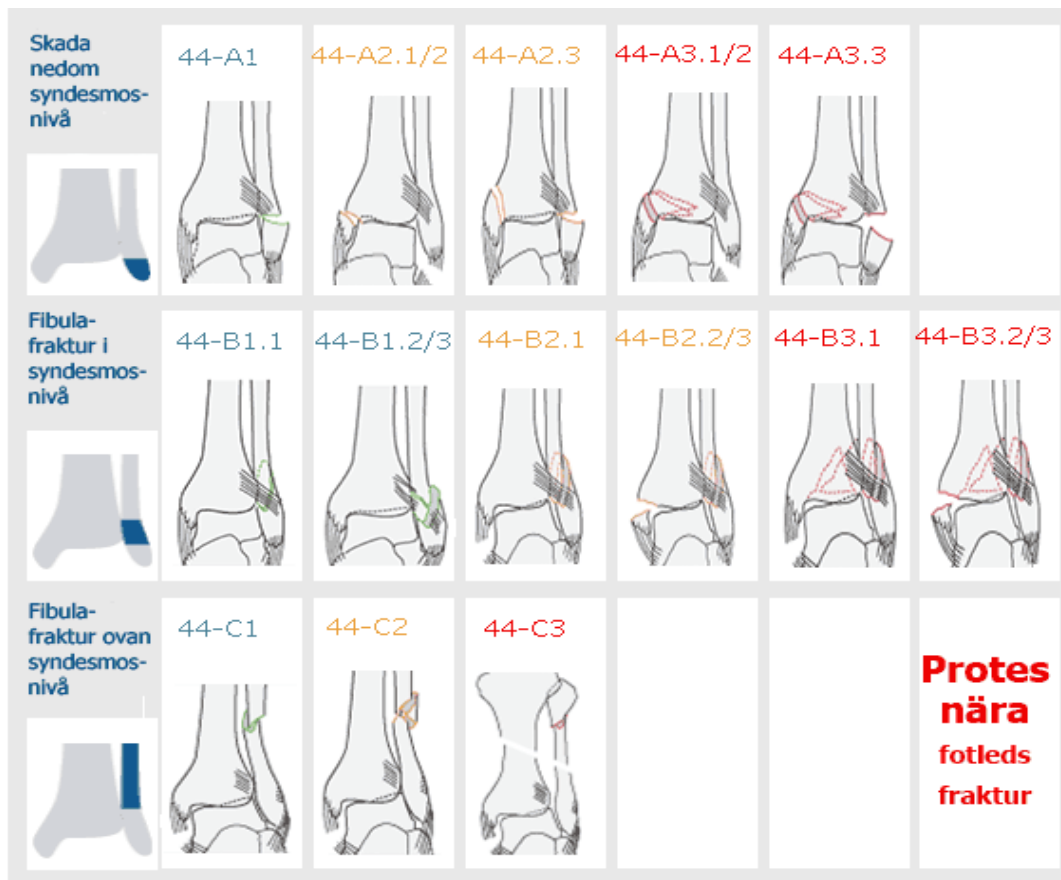 Skada
nedom
syndesmos-
nivå
44-A1
44-A2.1/2
44-A2.3
44-A3.1/2
44-A3.3
Fibula-
fraktur i
syndesmos-
nivå
44-B1.1
44-B1.2/3
44-B2.1
44-B2.2/3
44-B3.1
44-B3.2/3
Fibula-
fraktur ovan
syndesmos-
nivå
44-C1
44-C2
44-C3
Protes
nära
fotleds
fraktur